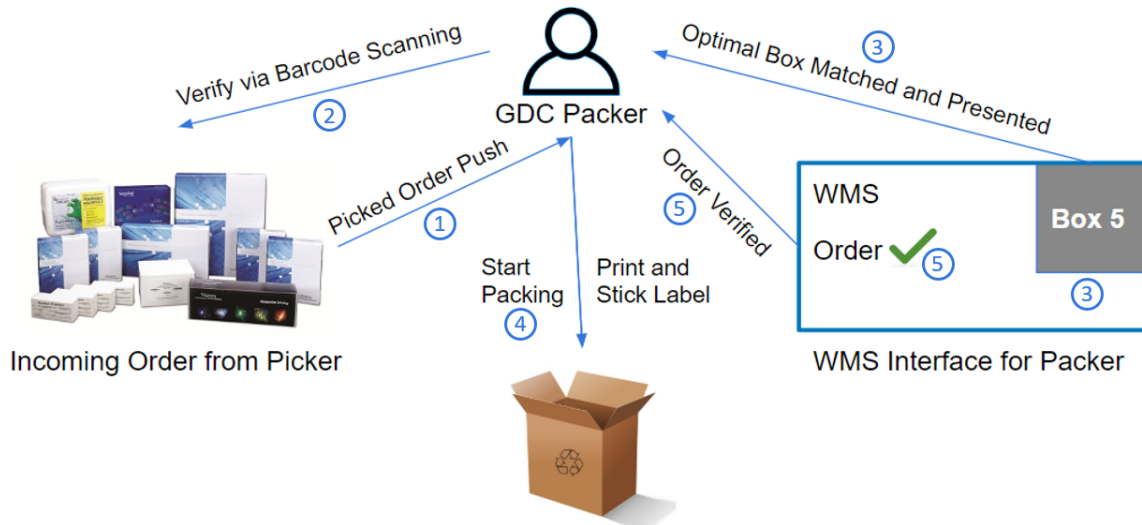 Verify via Barcode Scanning
2
GDC Packer
3
Optimal Box Matched and Presented
Picked Order Push
1
Order Verified
5
WMS
Order
5
Box 5
3
Start
Packing
4
Print and
Stick Label
Incoming Order from Picker
WMS Interface for Packer